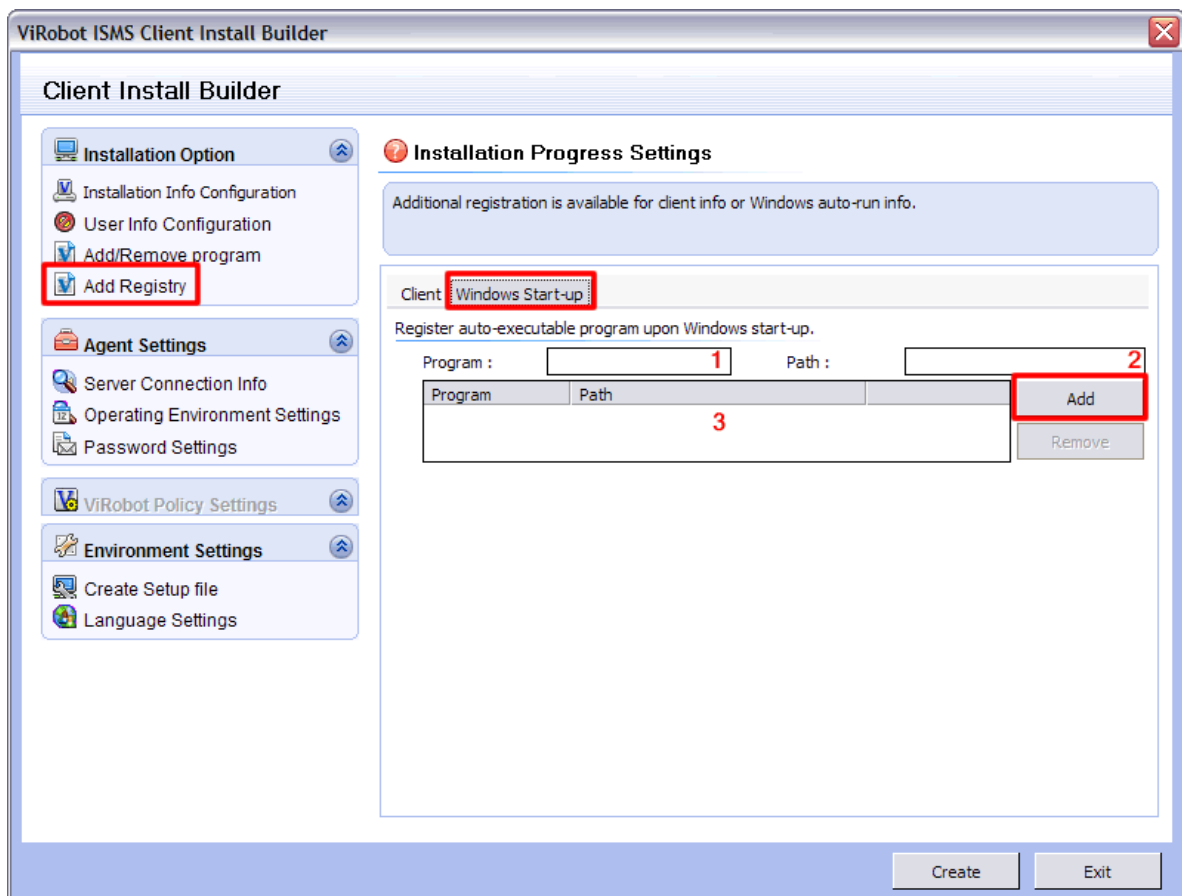 ViRobot ISMS Client Install Builder
Client Install Builder
Installation Option
Installation Info Configuration
User Info Configuration
Add/Remove program
Add Registry
Agent Settings
Server Connection Info
Operating Environment Settings
Password Settings
ViRobot Policy Settings
Environment Settings
Create Setup file
Language Settings
Installation Progress Settings
Additional registration is available for client info or Windows auto-run info.
Client Windows Start-up
Register auto-executable program upon Windows start-up.
Program : 1 Path : 2
Program Path Add
3
Remove
Create Exit